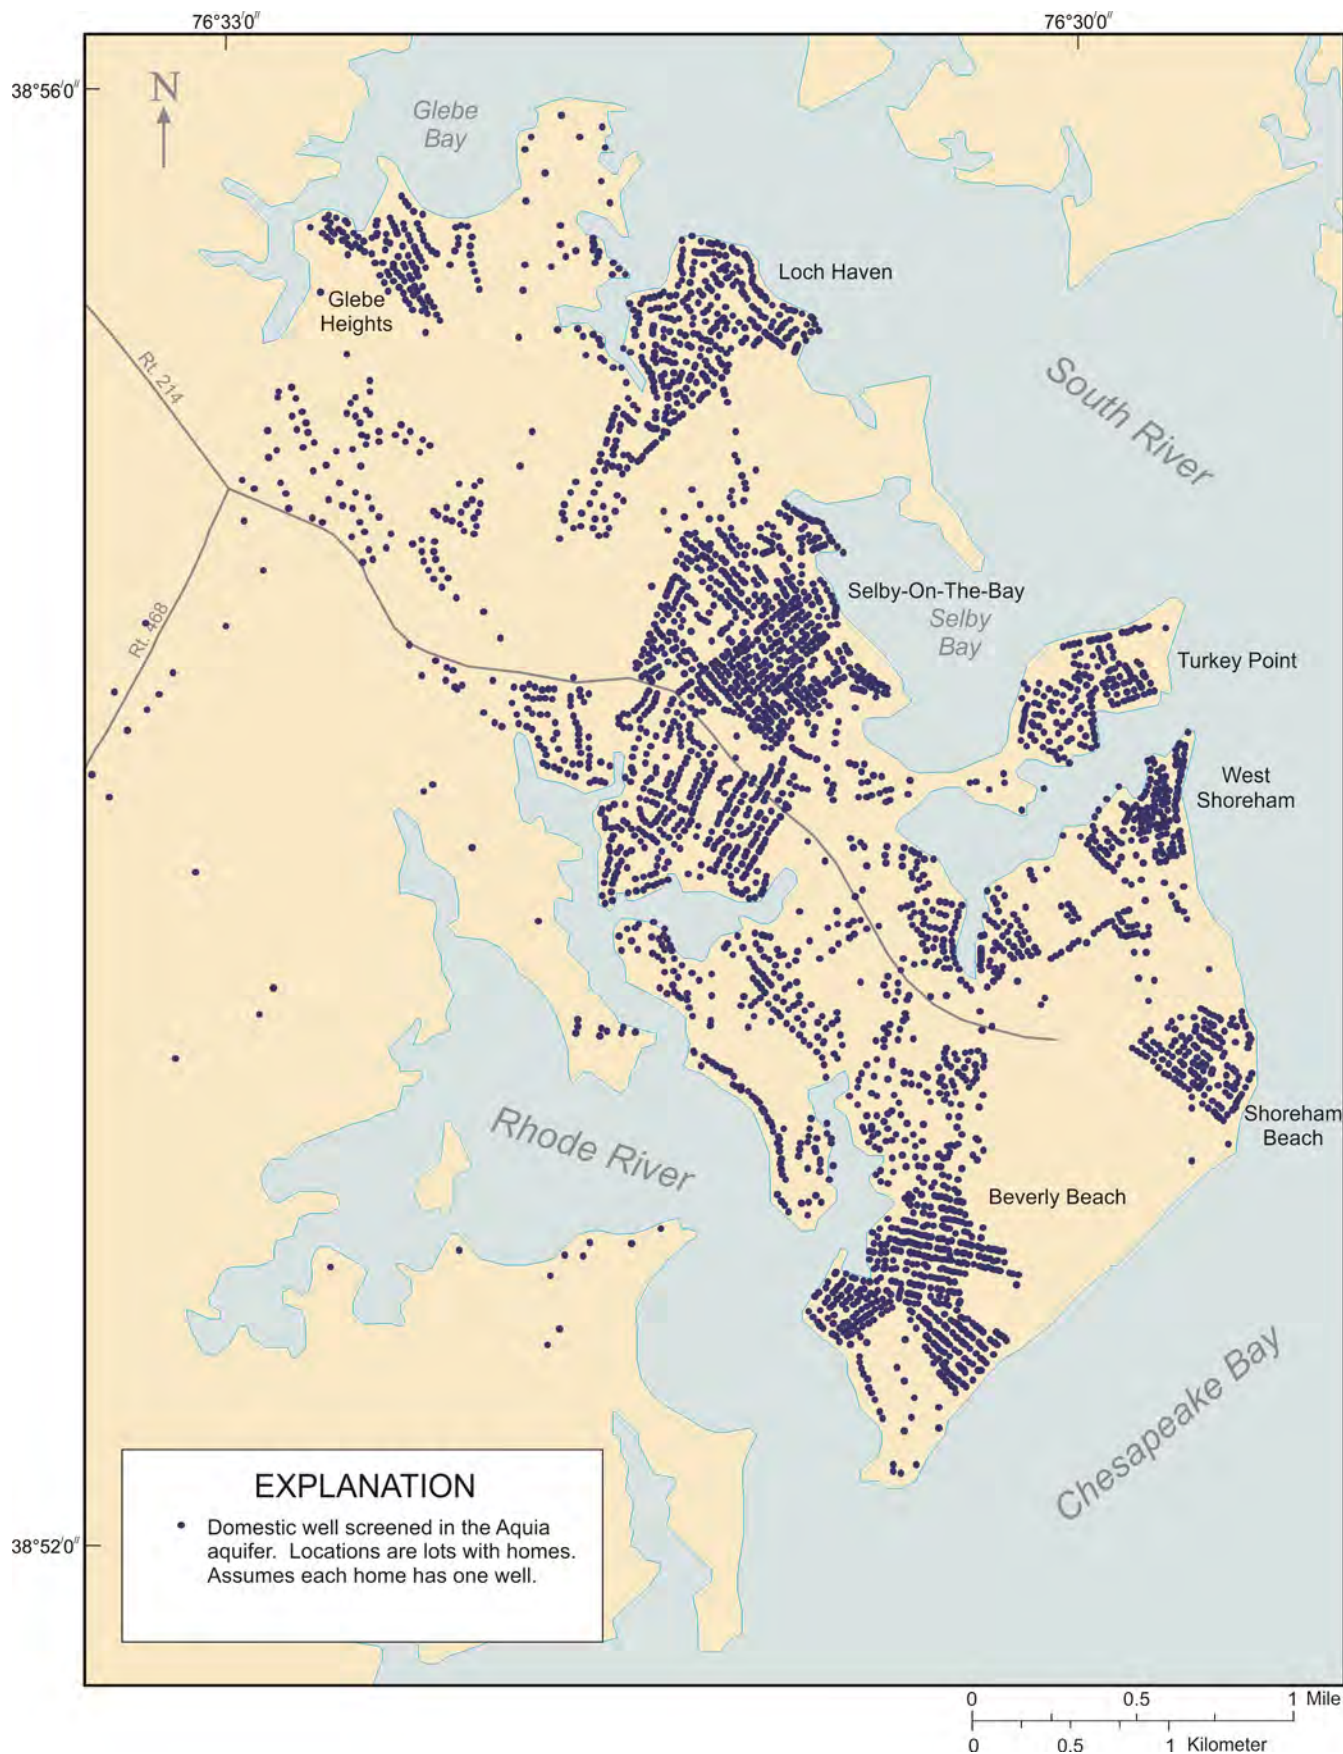 76°33'0"
76°30'0"
38°56'0"
N
Glebe
Bay
Loch Haven
Glebe
Heights
Rt. 214
South River
Selby-On-The-Bay
Selby
Bay
Rt. 468
Turkey Point
West
Shoreham
Shoreham
Beach
Rhode River
Beverly Beach
Chesapeake Bay
EXPLANATION
Domestic well screened in the Aquia
aquifer. Locations are lots with homes.
Assumes each home has one well.
38°52'0"
0 0.5 1 Mile
0 0.5 1 Kilometer